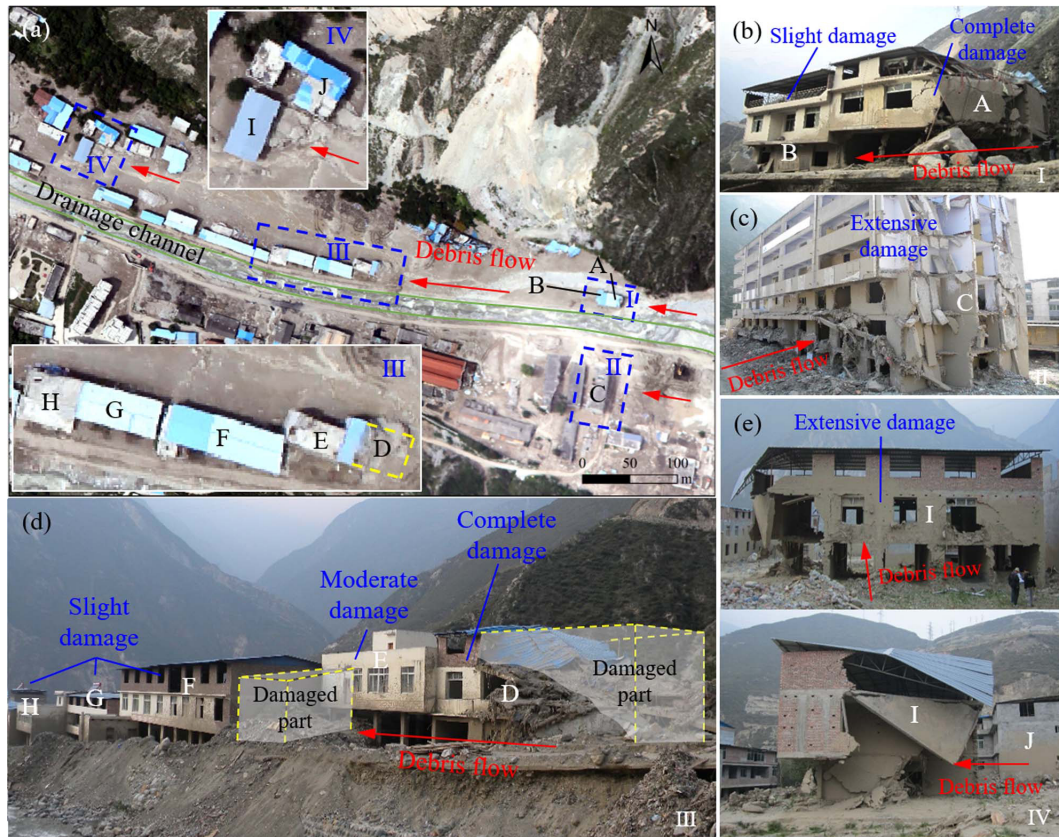 (a)
IV
J
I
N
IV
Drainage channel
III
Debris flow
A
B
I
II
C
0 50 100
m
III
H
G
F
E
D
(b)
Slight damage
Complete
damage
A
B
Debris flow
I
(c)
Extensive
damage
C
Debris flow
II
(d)
Complete
damage
Moderate
damage
Slight
damage
H
G
F
E
D
Damaged
part
Damaged
part
Debris flow
III
(e)
Extensive damage
I
Debris flow
I
J
Debris flow
IV